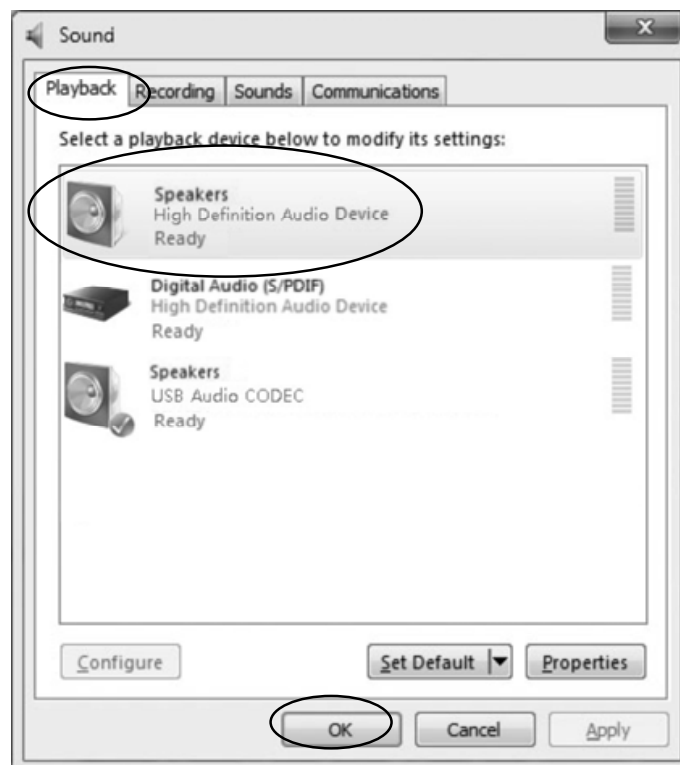 Sound
Playback Recording Sounds Communications
Select a playback device below to modify its settings:
Speakers
High Definition Audio Device
Ready
Digital Audio (S/PDIF)
High Definition Audio Device
Ready
Speakers
USB Audio CODEC
Ready
Configure Set Default Properties
OK Cancel Apply